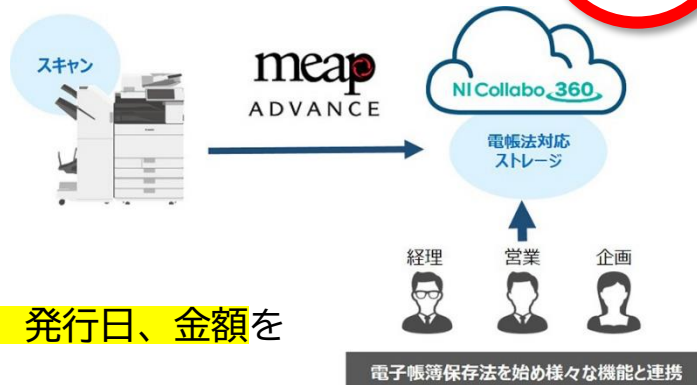 スキャン
meap
ADVANCE
NI Collabo 360
電帳法対応
ストレージ
経理 営業 企画
発行日、金額を
電子帳簿保存法を始め様々な機能と連携